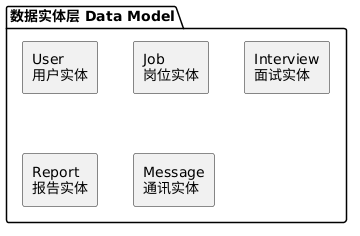 数据实体层 Data Model
User
用户实体
Job
岗位实体
Interview
面试实体
Report
报告实体
Message
通讯实体